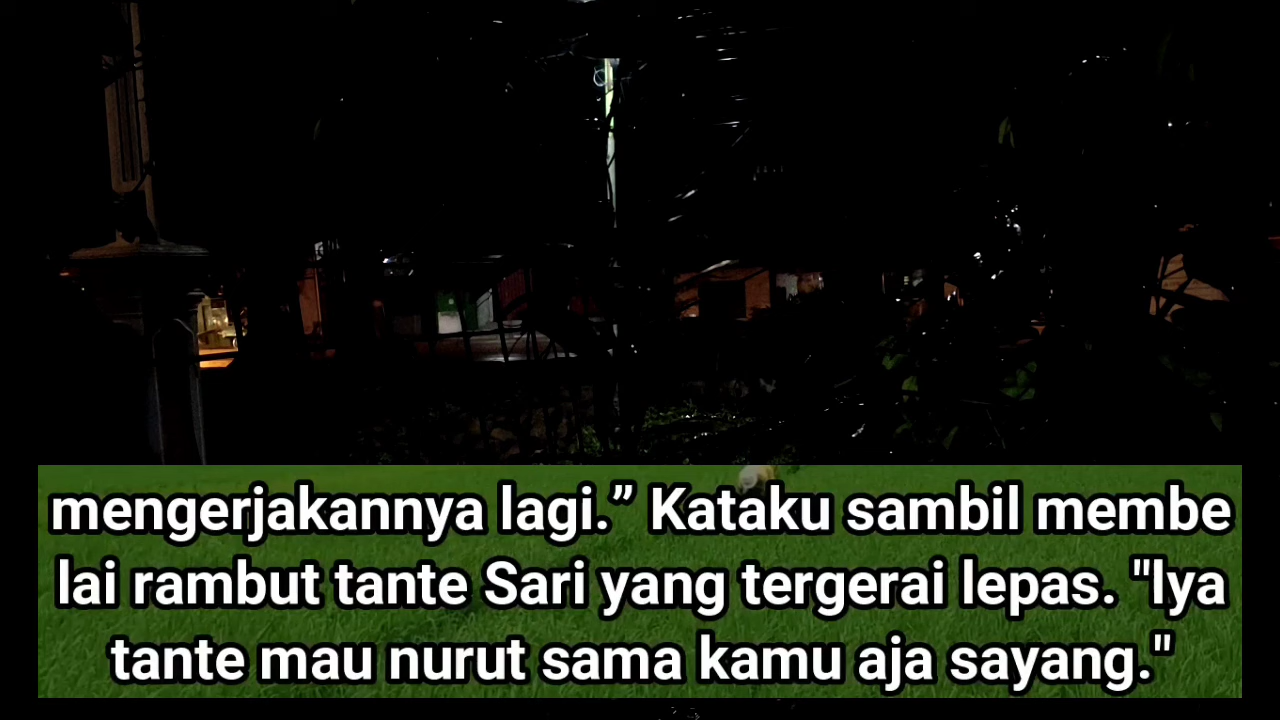 mengerjakannya lagi.” Kataku sambil membe
lai rambut tante Sari yang tergerai lepas. "Iya
tante mau nurut sama kamu aja sayang."